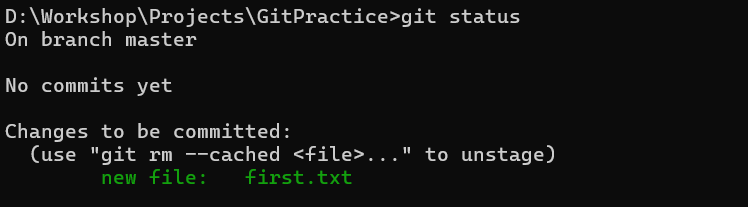 D:\Workshop\Projects\GitPractice>git status
On branch master
No commits yet
Changes to be committed:
(use "git rm --cached <file>..." to unstage)
new file: first.txt